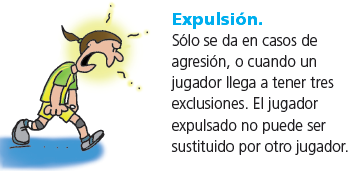 Expulsión.
Sólo se da en casos de
agresión, o cuando un
jugador llega a tener tres
exclusiones. El jugador
expulsado no puede ser
sustituido por otro jugador.